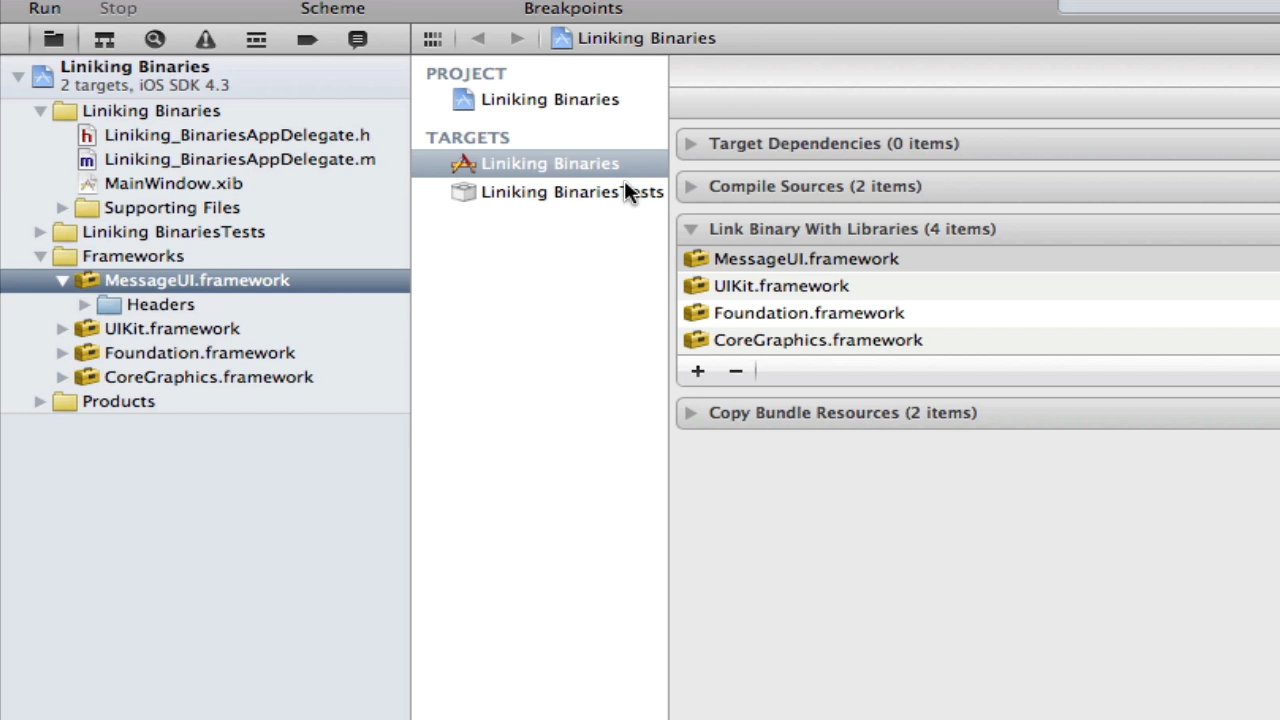 Run Stop Scheme Breakpoints
Liniking Binaries
Liniking Binaries
2 targets, iOS SDK 4.3
Liniking Binaries
Liniking_BinariesAppDelegate.h
Liniking_BinariesAppDelegate.m
MainWindow.xib
Supporting Files
Liniking BinariesTests
Frameworks
MessageUI.framework
Headers
UIKit.framework
Foundation.framework
CoreGraphics.framework
Products
PROJECT
Liniking Binaries
TARGETS
Liniking Binaries
Liniking BinariesTests
Target Dependencies (0 items)
Compile Sources (2 items)
Link Binary With Libraries (4 items)
MessageUI.framework
UIKit.framework
Foundation.framework
CoreGraphics.framework
Copy Bundle Resources (2 items)